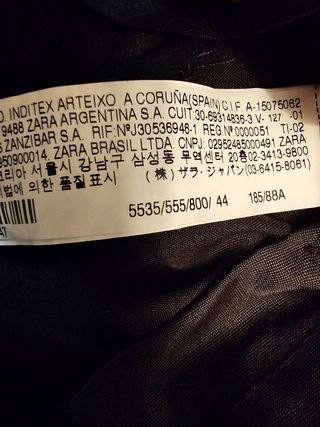 D. INDITEX ARTEIXO A CORUÑA(SPAIN) C.I.F. A-15075062
9488 ZARA ARGENTINA S.A. CUIT:30-69314836-3 V- 127 -01
ZANZIBAR S.A. RIF:NºJ30536946-1 REG Nº0000051 TI-02
850900014. ZARA BRASIL LTDA. CNPJ: 02952485000491 ZARA
코리아 서울시 강남구 삼성동 무역센터 20층 02-3413-9800
법에 의한 품질표시 (株) ザラ・ジャパン(03-6415-8061)
47 5535/555/800/ 44 185/88A